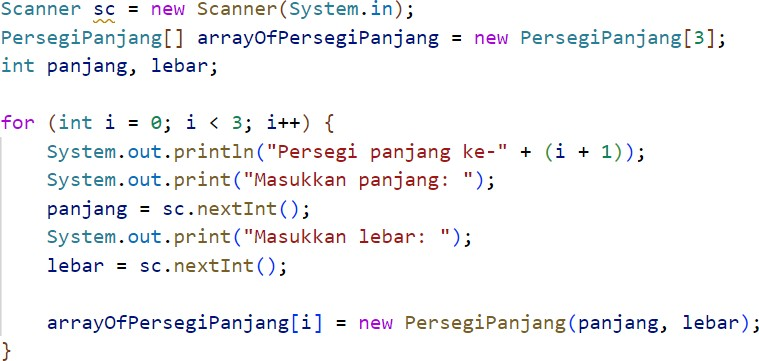 Scanner sc = new Scanner(System.in);
PersegiPanjang[] arrayOfPersegiPanjang = new PersegiPanjang[3];
int panjang, lebar;

for (int i = 0; i < 3; i++) {
    System.out.println("Persegi panjang ke-" + (i + 1));
    System.out.print("Masukkan panjang: ");
    panjang = sc.nextInt();
    System.out.print("Masukkan lebar: ");
    lebar = sc.nextInt();

    arrayOfPersegiPanjang[i] = new PersegiPanjang(panjang, lebar);
}